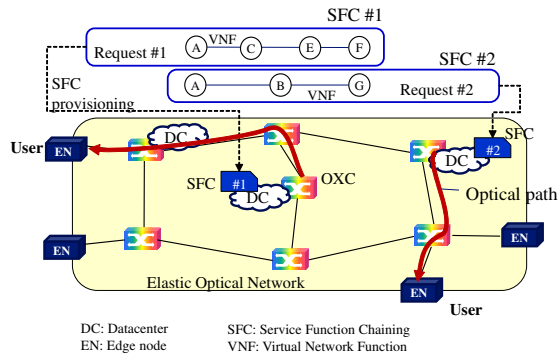 SFC #1
Request #1 A VNF C E F
SFC #2
A B VNF G Request #2
SFC
provisioning
User EN DC
SFC #1 DC OXC
DC SFC #2
Optical path
EN
EN
Elastic Optical Network
EN
User
DC: Datacenter SFC: Service Function Chaining
EN: Edge node VNF: Virtual Network Function